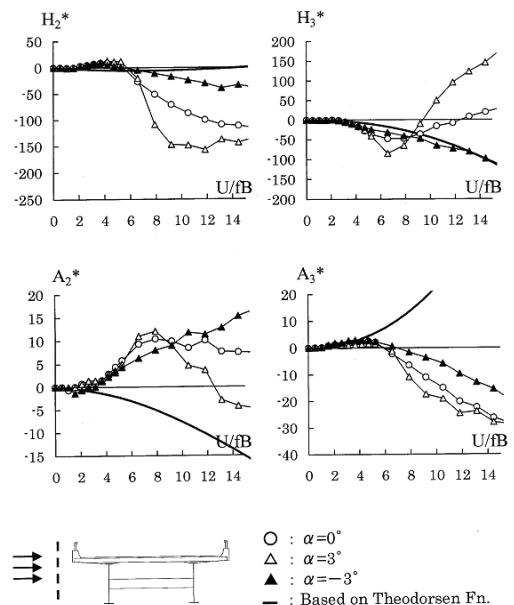 H₂*
50
0
-50
-100
-150
-200
-250
0 2 4 6 8 10 12 14
U/fB
H₃*
200
150
100
50
0
-50
-100
-150
-200
0 2 4 6 8 10 12 14
U/fB
A₂*
20
15
10
5
0
-5
-10
-15
0 2 4 6 8 10 12 14
U/fB
A₃*
20
10
0
-10
-20
-30
-40
0 2 4 6 8 10 12 14
U/fB
○ : α=0°
△ : α=3°
▲ : α=−3°
— : Based on Theodorsen Fn.